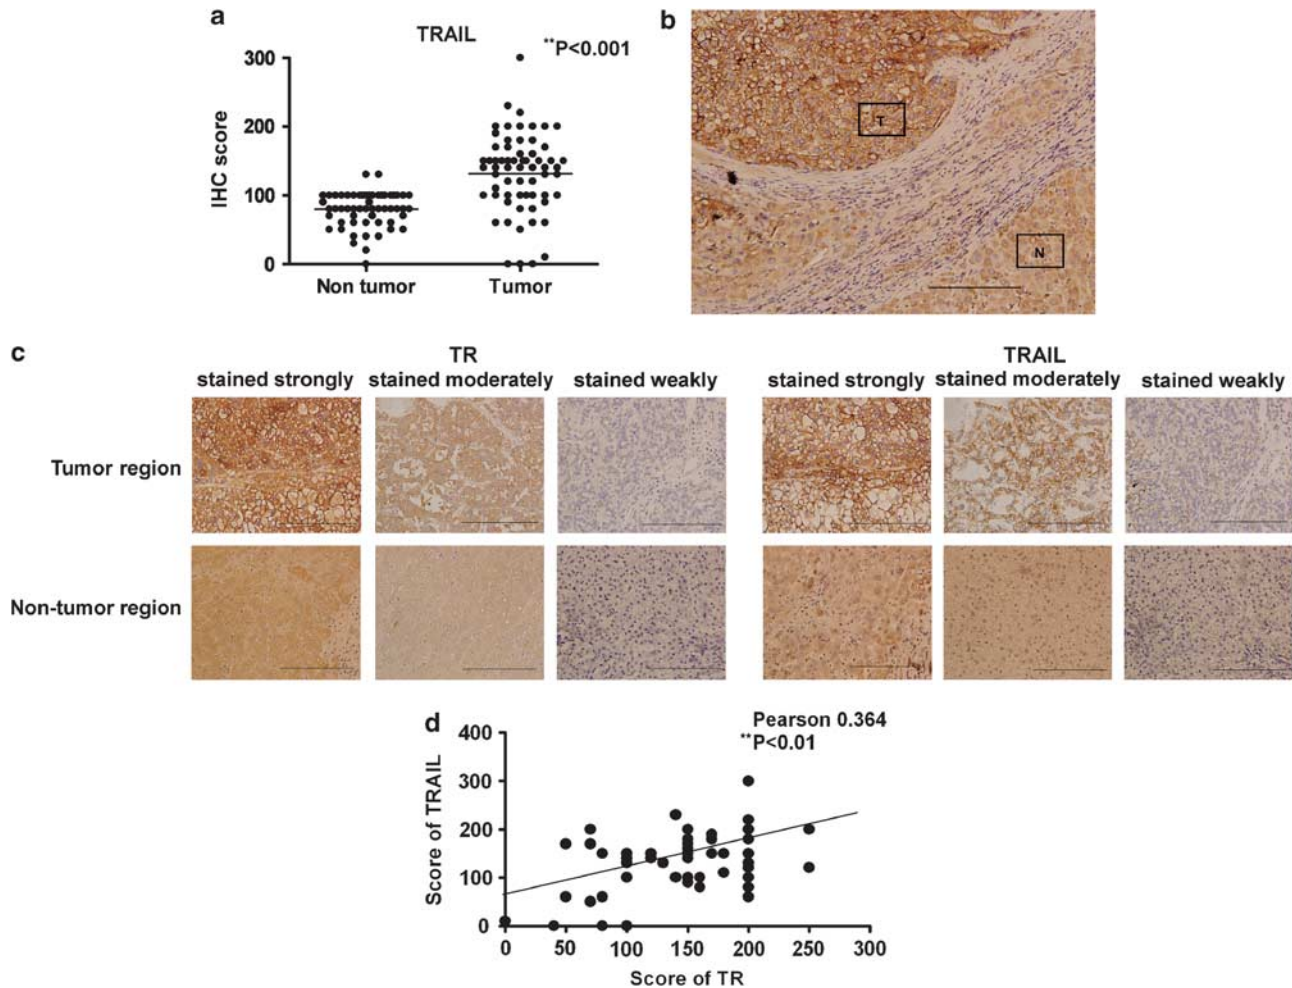 a
TRAIL
**P<0.001
IHC score
300
200
100
0
Non tumor
Tumor
b
T
N
c
TR
TRAIL
stained strongly
stained moderately
stained weakly
stained strongly
stained moderately
stained weakly
Tumor region
Non-tumor region
d
Pearson 0.364
**P<0.01
Score of TRAIL
400
300
200
100
0
0
50
100
150
200
250
300
Score of TR